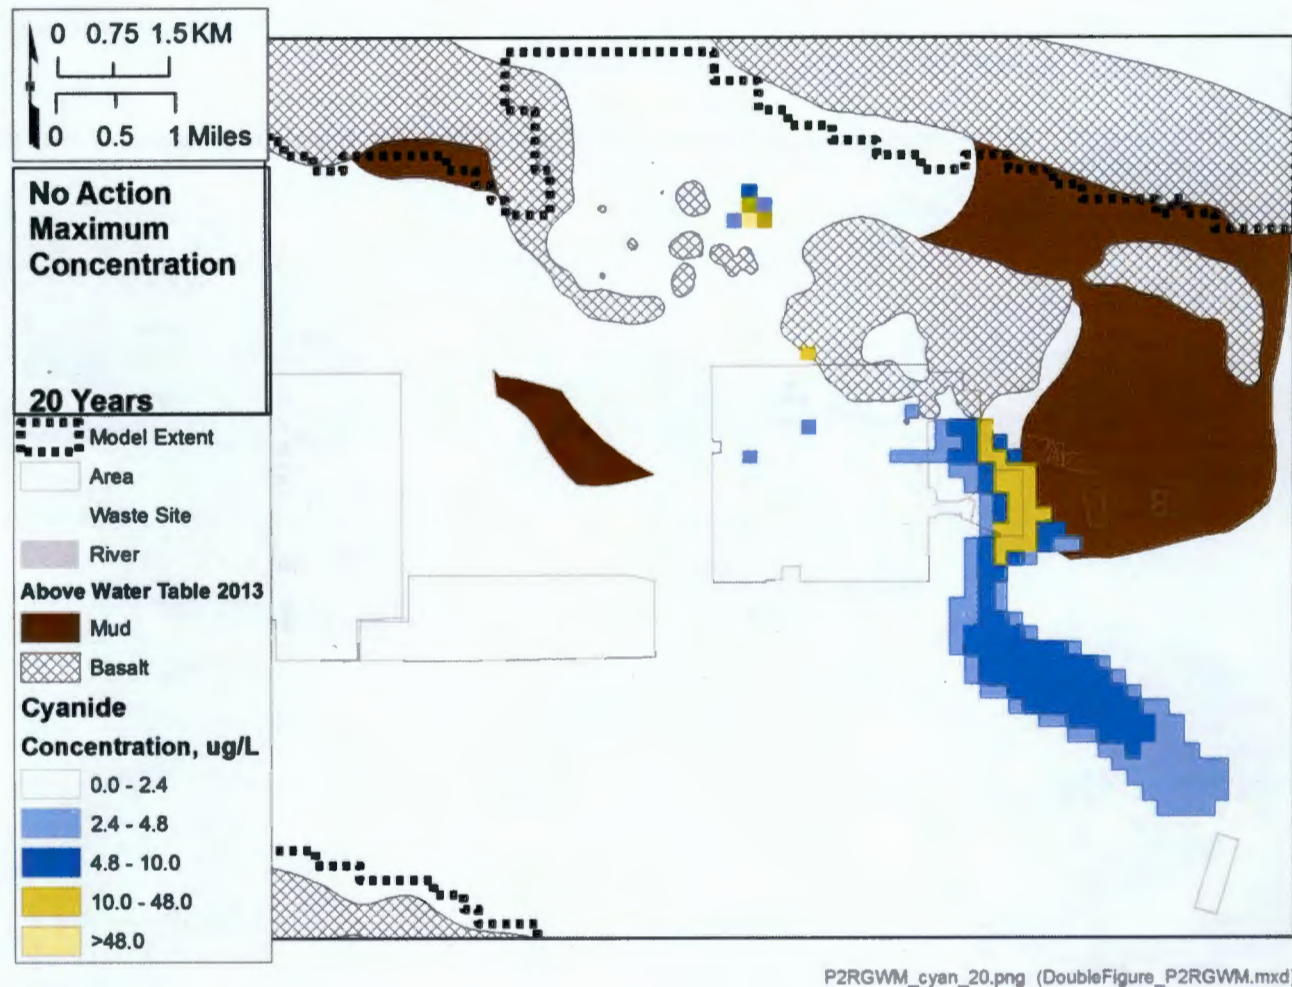 0 0.75 1.5 KM
0 0.5 1 Miles
No Action
Maximum
Concentration
20 Years
Model Extent
Area
Waste Site
River
Above Water Table 2013
Mud
Basalt
Cyanide
Concentration, ug/L
0.0 - 2.4
2.4 - 4.8
4.8 - 10.0
10.0 - 48.0
>48.0
P2RGWM_cyan_20.png (DoubleFigure_P2RGWM.mxd)